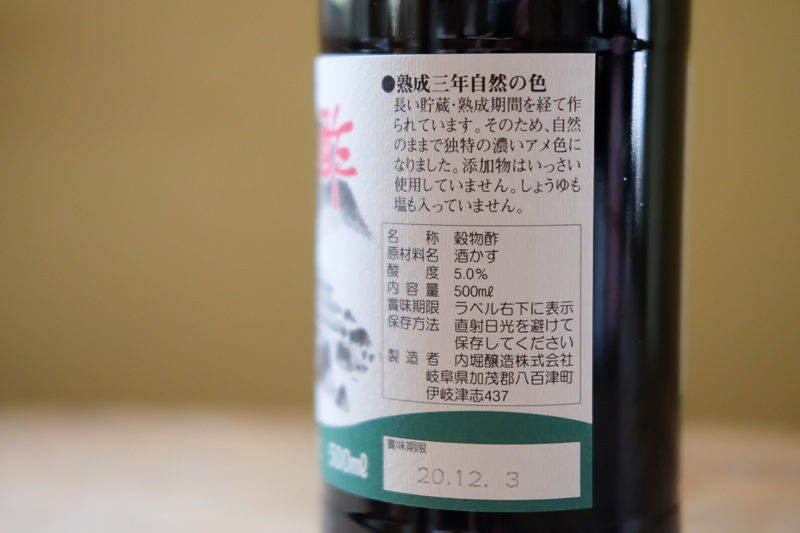 酢
●熟成三年自然の色
長い貯蔵・熟成期間を経て作
られています。そのため、自然
のままで独特の濃いアメ色に
なりました。添加物はいっさい
使用していません。しょうゆも
塩も入っていません。
名 称 穀物酢
原材料名 酒かす
酸 度 5.0%
内容量 500mℓ
賞味期限 ラベル右下に表示
保存方法 直射日光を避けて
保存してください
製造者 内堀醸造株式会社
岐阜県加茂郡八百津町
伊岐津志437
500mℓ
賞味期限
20.12. 3